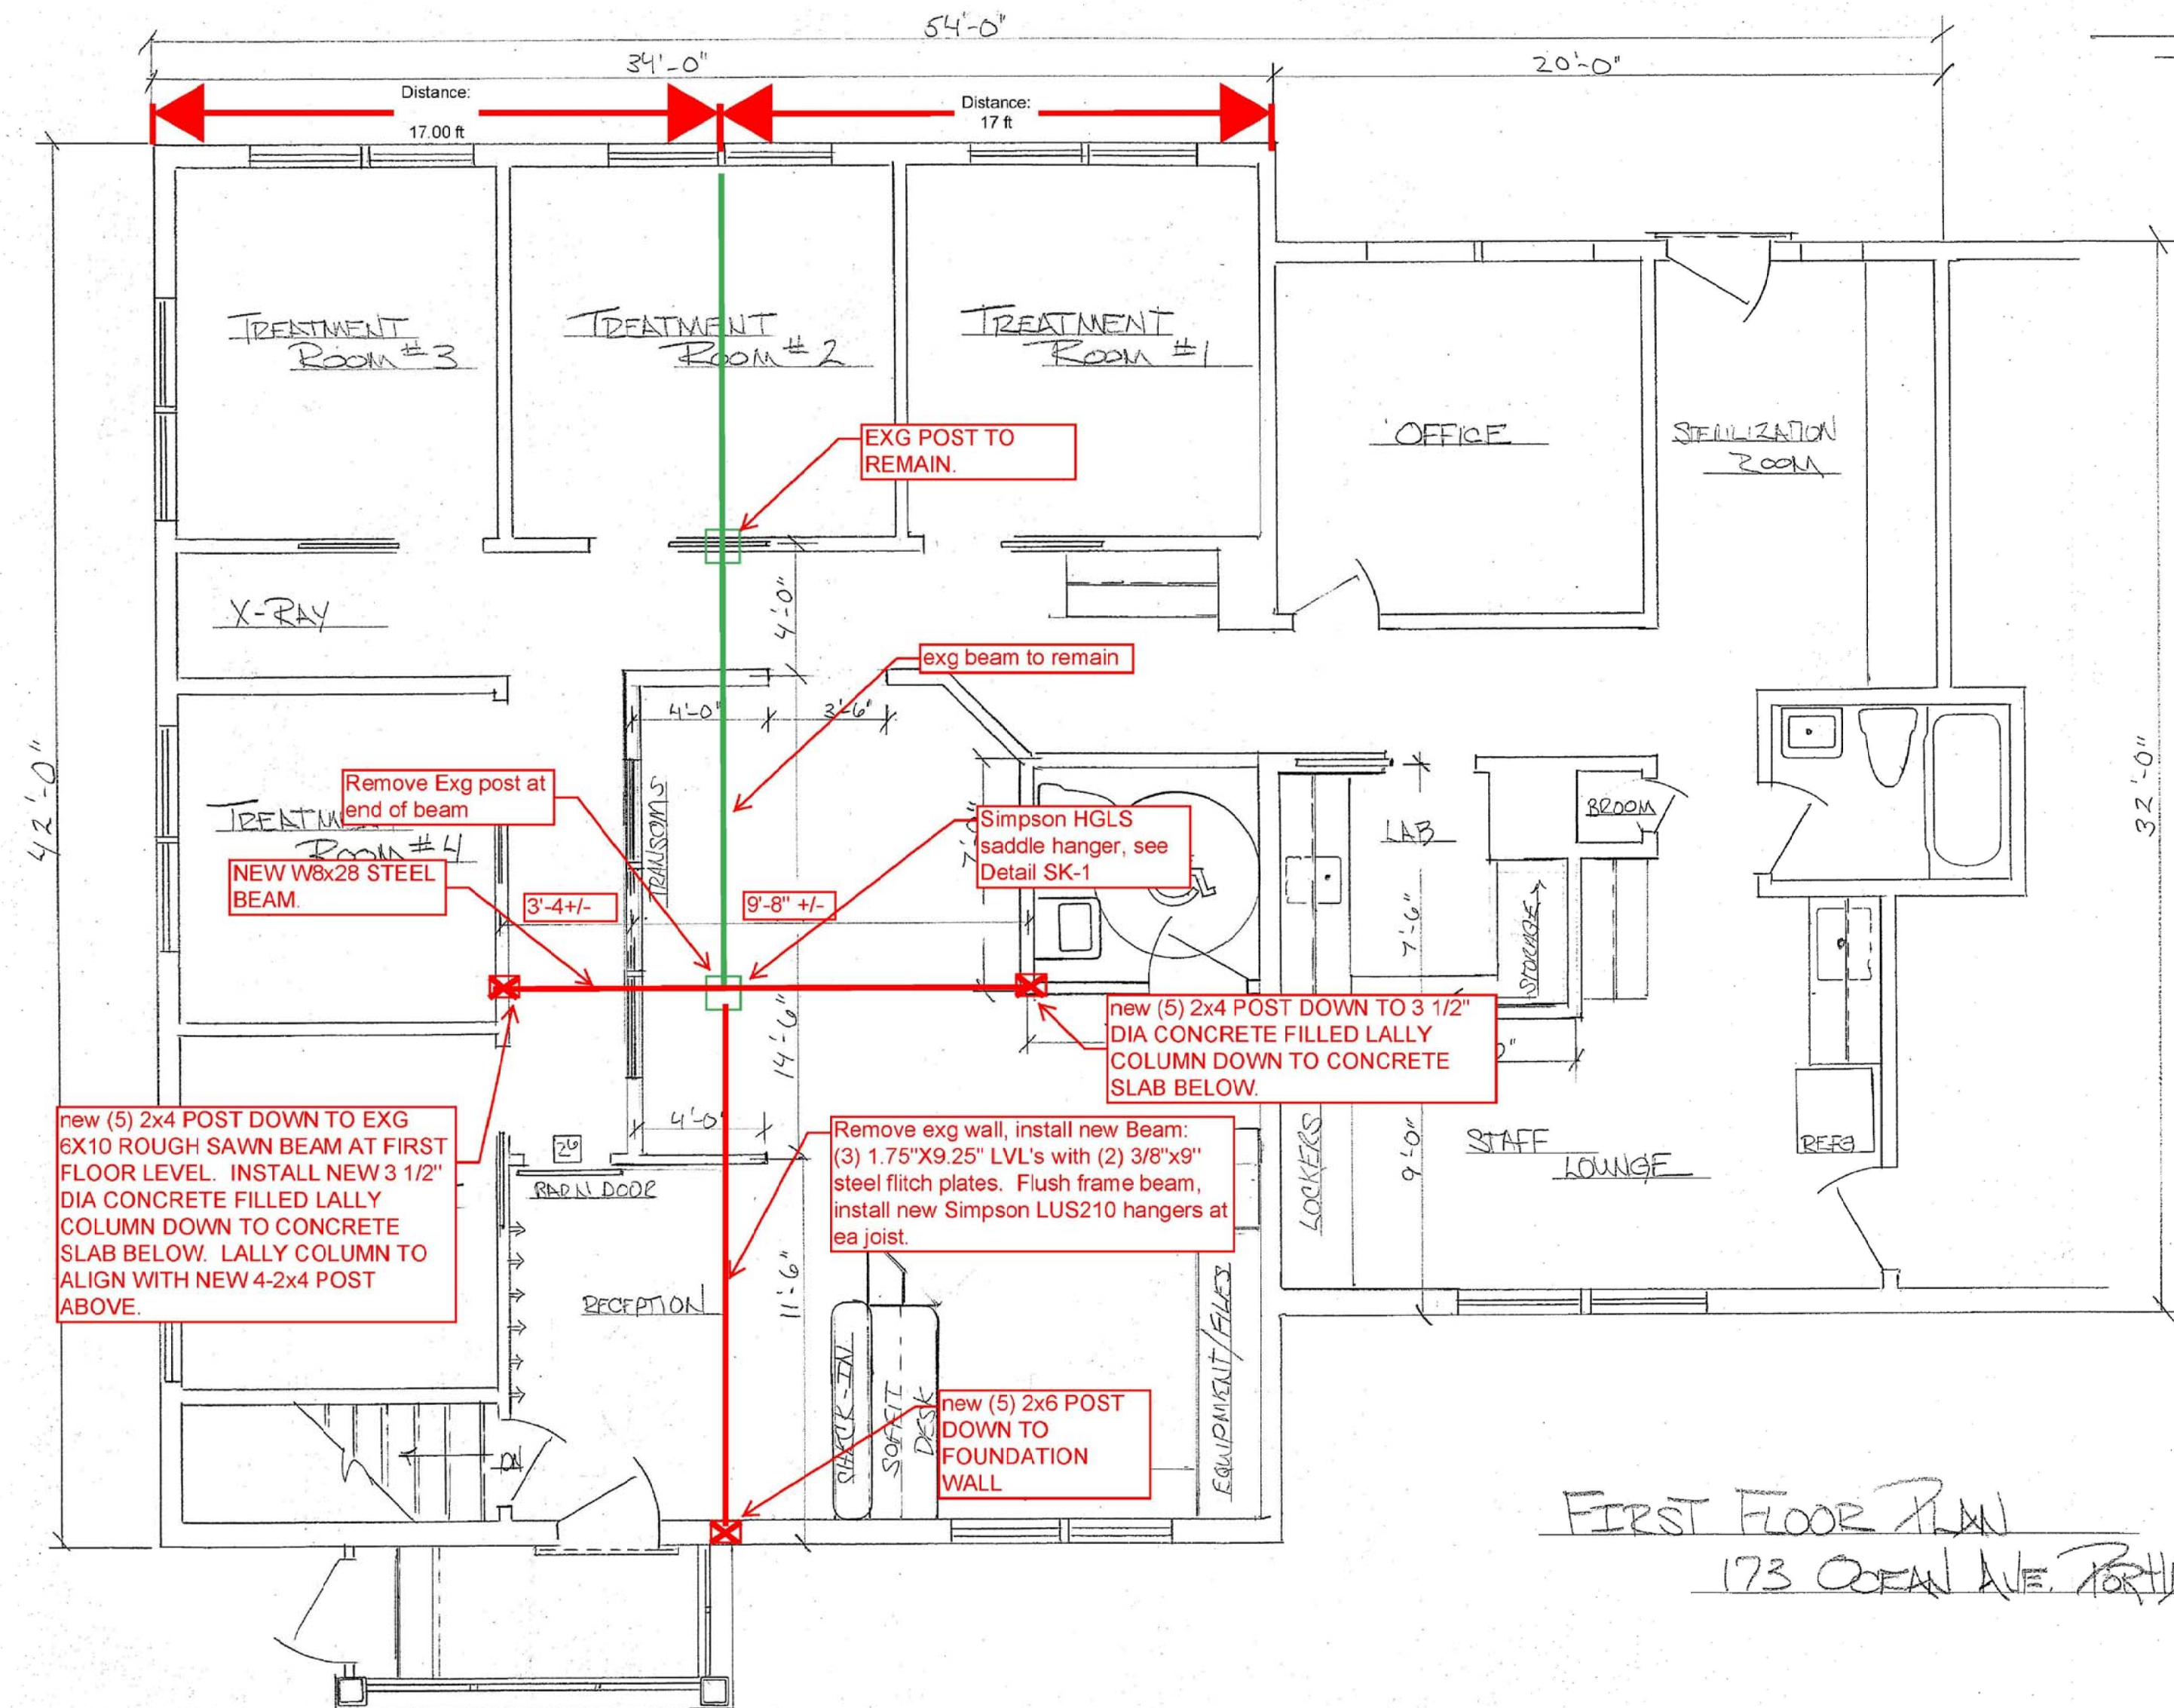 54'-0"
34'-0"
20'-0"
Distance:
17.00 ft
Distance:
17 ft
TREATMENT
ROOM #3
TREATMENT
ROOM #2
TREATMENT
ROOM #1
OFFICE
STERILIZATION
ROOM
EXG POST TO
REMAIN.
X-RAY
4'-0"
exg beam to remain
4'-0"
3'-6"
42'-0"
32'-0"
Remove Exg post at
end of beam
TREATM
ROOM #4
TRANSOMS
Simpson HGLS
saddle hanger, see
Detail SK-1
LAB
BROOM
NEW W8x28 STEEL
BEAM.
3'-4+/-
9'-8" +/-
7'-6"
STORAGE
14'-6"
new (5) 2x4 POST DOWN TO 3 1/2"
DIA CONCRETE FILLED LALLY
COLUMN DOWN TO CONCRETE
SLAB BELOW.
new (5) 2x4 POST DOWN TO EXG
6X10 ROUGH SAWN BEAM AT FIRST
FLOOR LEVEL. INSTALL NEW 3 1/2"
DIA CONCRETE FILLED LALLY
COLUMN DOWN TO CONCRETE
SLAB BELOW. LALLY COLUMN TO
ALIGN WITH NEW 4-2x4 POST
ABOVE.
4'-0"
26
BARN DOOR
Remove exg wall, install new Beam:
(3) 1.75"X9.25" LVL's with (2) 3/8"x9"
steel flitch plates. Flush frame beam,
install new Simpson LUS210 hangers at
ea joist.
LOCKERS
9'-0"
STAFF
LOUNGE
REFG
RECEPTION
11'-6"
CHECK-IN
SOFFIT
DESK
EQUIPMENT/FILES
new (5) 2x6 POST
DOWN TO
FOUNDATION
WALL
DN
FIRST FLOOR PLAN
173 OCEAN AVE.